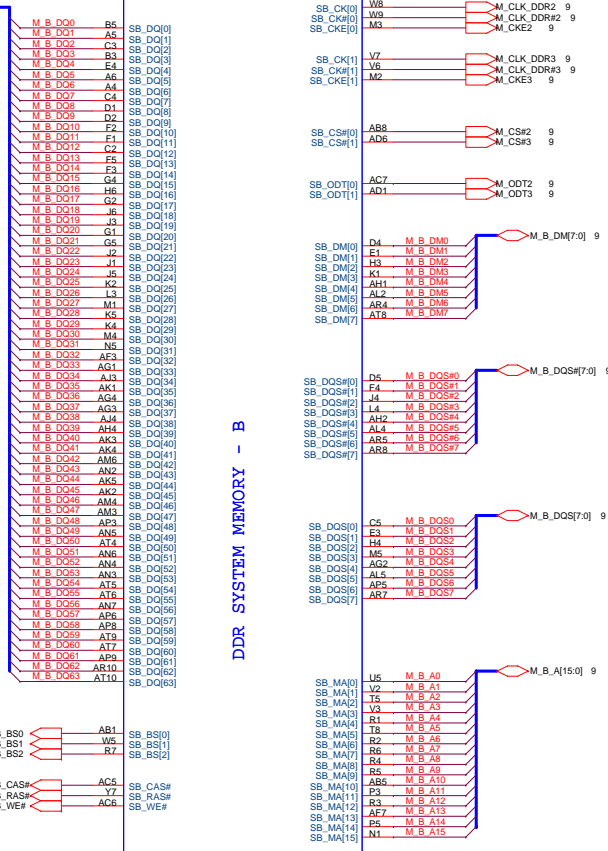 M_B_DQ0 B5 SB_DQ[0]
M_B_DQ1 A5 SB_DQ[1]
M_B_DQ2 C3 SB_DQ[2]
M_B_DQ3 B3 SB_DQ[3]
M_B_DQ4 E4 SB_DQ[4]
M_B_DQ5 A6 SB_DQ[5]
M_B_DQ6 A4 SB_DQ[6]
M_B_DQ7 C4 SB_DQ[7]
M_B_DQ8 D1 SB_DQ[8]
M_B_DQ9 D2 SB_DQ[9]
M_B_DQ10 F2 SB_DQ[10]
M_B_DQ11 F1 SB_DQ[11]
M_B_DQ12 C2 SB_DQ[12]
M_B_DQ13 F5 SB_DQ[13]
M_B_DQ14 F3 SB_DQ[14]
M_B_DQ15 G4 SB_DQ[15]
M_B_DQ16 H6 SB_DQ[16]
M_B_DQ17 G2 SB_DQ[17]
M_B_DQ18 J6 SB_DQ[18]
M_B_DQ19 J3 SB_DQ[19]
M_B_DQ20 G1 SB_DQ[20]
M_B_DQ21 G5 SB_DQ[21]
M_B_DQ22 J2 SB_DQ[22]
M_B_DQ23 J1 SB_DQ[23]
M_B_DQ24 J5 SB_DQ[24]
M_B_DQ25 K2 SB_DQ[25]
M_B_DQ26 L3 SB_DQ[26]
M_B_DQ27 M1 SB_DQ[27]
M_B_DQ28 K5 SB_DQ[28]
M_B_DQ29 K4 SB_DQ[29]
M_B_DQ30 M4 SB_DQ[30]
M_B_DQ31 N5 SB_DQ[31]
M_B_DQ32 AF3 SB_DQ[32]
M_B_DQ33 AG1 SB_DQ[33]
M_B_DQ34 AJ3 SB_DQ[34]
M_B_DQ35 AK1 SB_DQ[35]
M_B_DQ36 AG4 SB_DQ[36]
M_B_DQ37 AG3 SB_DQ[37]
M_B_DQ38 AJ4 SB_DQ[38]
M_B_DQ39 AH4 SB_DQ[39]
M_B_DQ40 AK3 SB_DQ[40]
M_B_DQ41 AK4 SB_DQ[41]
M_B_DQ42 AM6 SB_DQ[42]
M_B_DQ43 AN2 SB_DQ[43]
M_B_DQ44 AK5 SB_DQ[44]
M_B_DQ45 AK2 SB_DQ[45]
M_B_DQ46 AM4 SB_DQ[46]
M_B_DQ47 AM3 SB_DQ[47]
M_B_DQ48 AP3 SB_DQ[48]
M_B_DQ49 AN5 SB_DQ[49]
M_B_DQ50 AT4 SB_DQ[50]
M_B_DQ51 AN6 SB_DQ[51]
M_B_DQ52 AN4 SB_DQ[52]
M_B_DQ53 AN3 SB_DQ[53]
M_B_DQ54 AT5 SB_DQ[54]
M_B_DQ55 AT6 SB_DQ[55]
M_B_DQ56 AN7 SB_DQ[56]
M_B_DQ57 AP6 SB_DQ[57]
M_B_DQ58 AP8 SB_DQ[58]
M_B_DQ59 AT9 SB_DQ[59]
M_B_DQ60 AT7 SB_DQ[60]
M_B_DQ61 AP9 SB_DQ[61]
M_B_DQ62 AR10 SB_DQ[62]
M_B_DQ63 AT10 SB_DQ[63]
_BS0 AB1 SB_BS[0]
_BS1 W5 SB_BS[1]
_BS2 R7 SB_BS[2]
_CAS# AC5 SB_CAS#
_RAS# Y7 SB_RAS#
_WE# AC6 SB_WE#
DDR SYSTEM MEMORY - B
SB_CK[0] W8 M_CLK_DDR2 9
SB_CK#[0] W9 M_CLK_DDR#2 9
SB_CKE[0] M3 M_CKE2 9
SB_CK[1] V7 M_CLK_DDR3 9
SB_CK#[1] V6 M_CLK_DDR#3 9
SB_CKE[1] M2 M_CKE3 9
SB_CS#[0] AB8 M_CS#2 9
SB_CS#[1] AD6 M_CS#3 9
SB_ODT[0] AC7 M_ODT2 9
SB_ODT[1] AD1 M_ODT3 9
M_B_DM[7:0] 9
SB_DM[0] D4 M_B_DM0
SB_DM[1] E1 M_B_DM1
SB_DM[2] H3 M_B_DM2
SB_DM[3] K1 M_B_DM3
SB_DM[4] AH1 M_B_DM4
SB_DM[5] AL2 M_B_DM5
SB_DM[6] AR4 M_B_DM6
SB_DM[7] AT8 M_B_DM7
M_B_DQS#[7:0] 9
SB_DQS#[0] D5 M_B_DQS#0
SB_DQS#[1] F4 M_B_DQS#1
SB_DQS#[2] J4 M_B_DQS#2
SB_DQS#[3] L4 M_B_DQS#3
SB_DQS#[4] AH2 M_B_DQS#4
SB_DQS#[5] AL4 M_B_DQS#5
SB_DQS#[6] AR5 M_B_DQS#6
SB_DQS#[7] AR8 M_B_DQS#7
M_B_DQS[7:0] 9
SB_DQS[0] C5 M_B_DQS0
SB_DQS[1] E3 M_B_DQS1
SB_DQS[2] H4 M_B_DQS2
SB_DQS[3] M5 M_B_DQS3
SB_DQS[4] AG2 M_B_DQS4
SB_DQS[5] AL5 M_B_DQS5
SB_DQS[6] AP5 M_B_DQS6
SB_DQS[7] AR7 M_B_DQS7
M_B_A[15:0] 9
SB_MA[0] U5 M_B_A0
SB_MA[1] V2 M_B_A1
SB_MA[2] T5 M_B_A2
SB_MA[3] V3 M_B_A3
SB_MA[4] R1 M_B_A4
SB_MA[5] T8 M_B_A5
SB_MA[6] R2 M_B_A6
SB_MA[7] R6 M_B_A7
SB_MA[8] R4 M_B_A8
SB_MA[9] R5 M_B_A9
SB_MA[10] AB5 M_B_A10
SB_MA[11] P3 M_B_A11
SB_MA[12] R3 M_B_A12
SB_MA[13] AF7 M_B_A13
SB_MA[14] P5 M_B_A14
SB_MA[15] N1 M_B_A15